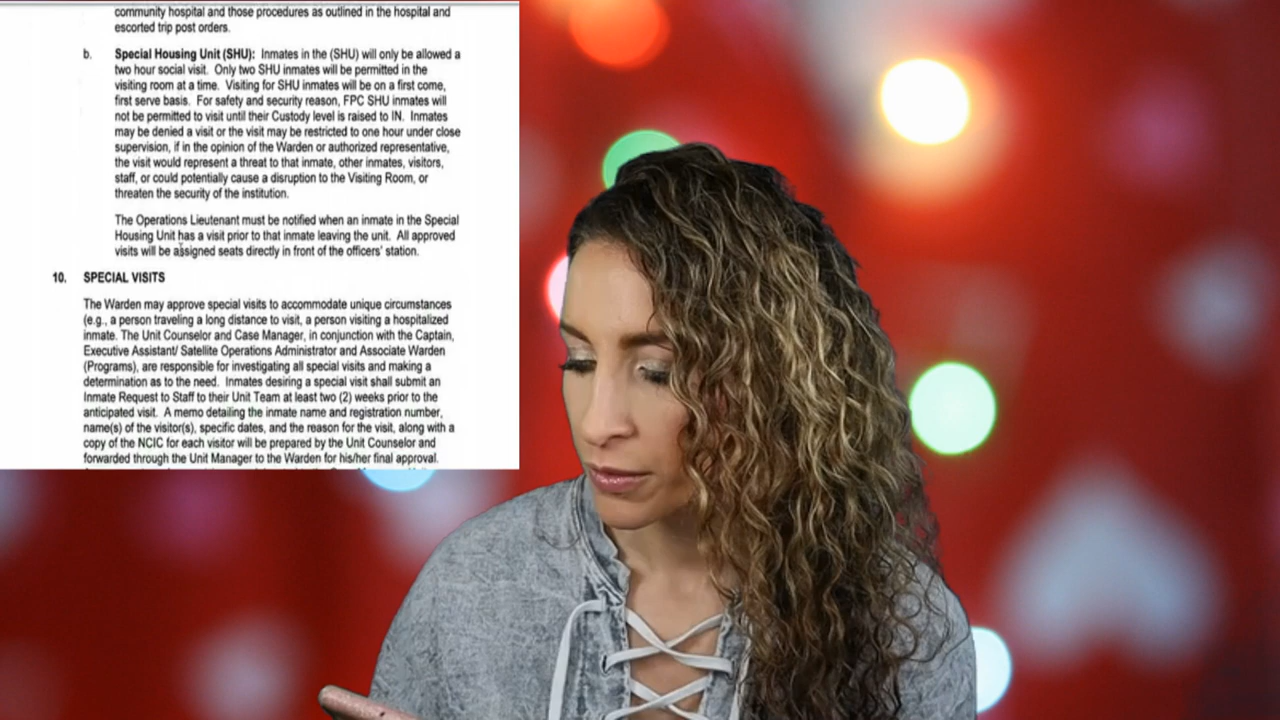 community hospital and those procedures as outlined in the hospital and
escorted trip post orders.
b. Special Housing Unit (SHU): Inmates in the (SHU) will only be allowed a
two hour social visit. Only two SHU inmates will be permitted in the
visiting room at a time. Visiting for SHU inmates will be on a first come,
first serve basis. For safety and security reason, FPC SHU inmates will
not be permitted to visit until their Custody level is raised to IN. Inmates
may be denied a visit or the visit may be restricted to one hour under close
supervision, if in the opinion of the Warden or authorized representative,
the visit would represent a threat to that inmate, other inmates, visitors,
staff, or could potentially cause a disruption to the Visiting Room, or
threaten the security of the institution.
The Operations Lieutenant must be notified when an inmate in the Special
Housing Unit has a visit prior to that inmate leaving the unit. All approved
visits will be assigned seats directly in front of the officers' station.
10. SPECIAL VISITS
The Warden may approve special visits to accommodate unique circumstances
(e.g., a person traveling a long distance to visit, a person visiting a hospitalized
inmate. The Unit Counselor and Case Manager, in conjunction with the Captain,
Executive Assistant/ Satellite Operations Administrator and Associate Warden
(Programs), are responsible for investigating all special visits and making a
determination as to the need. Inmates desiring a special visit shall submit an
Inmate Request to Staff to their Unit Team at least two (2) weeks prior to the
anticipated visit. A memo detailing the inmate name and registration number,
name(s) of the visitor(s), specific dates, and the reason for the visit, along with a
copy of the NCIC for each visitor will be prepared by the Unit Counselor and
forwarded through the Unit Manager to the Warden for his/her final approval.